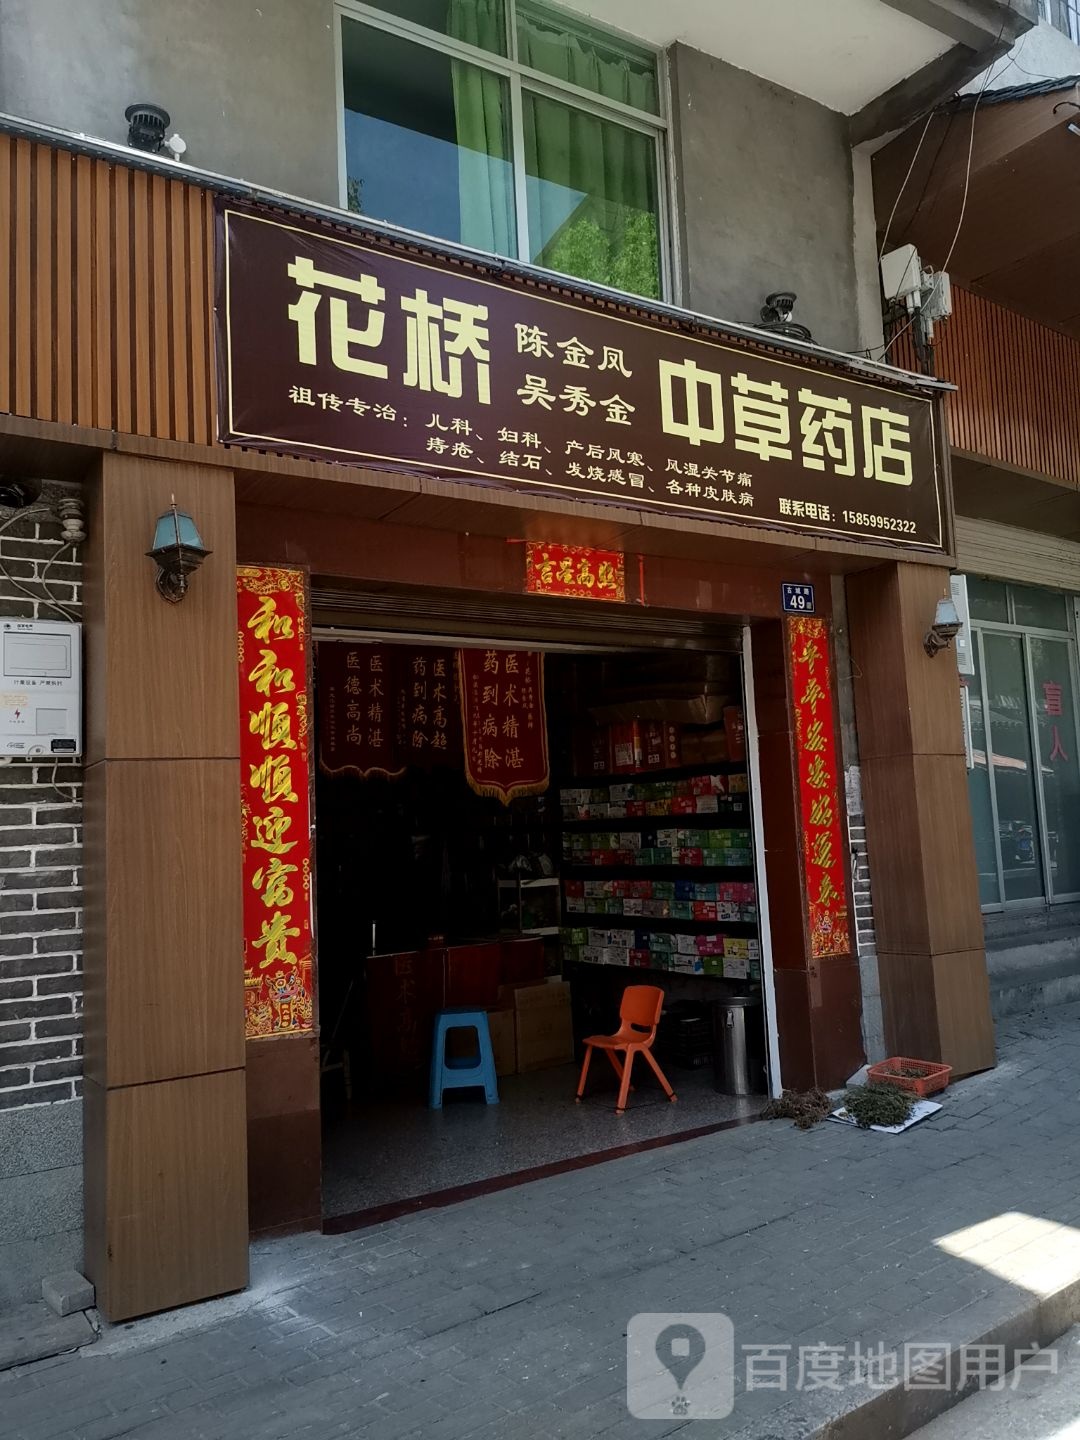 花桥
陈金凤
吴秀金
中草药店
祖传专治：儿科、妇科、产后风寒、风湿关节痛
痔疮、结石、发烧感冒、各种皮肤病
联系电话：15859952322
吉星高照
古城路
49
和和顺顺迎富贵
平平安安好运来
医术精湛
医德高尚
医术高超
药到病除
医术精湛
药到病除
医术高
盲人
百度地图用户